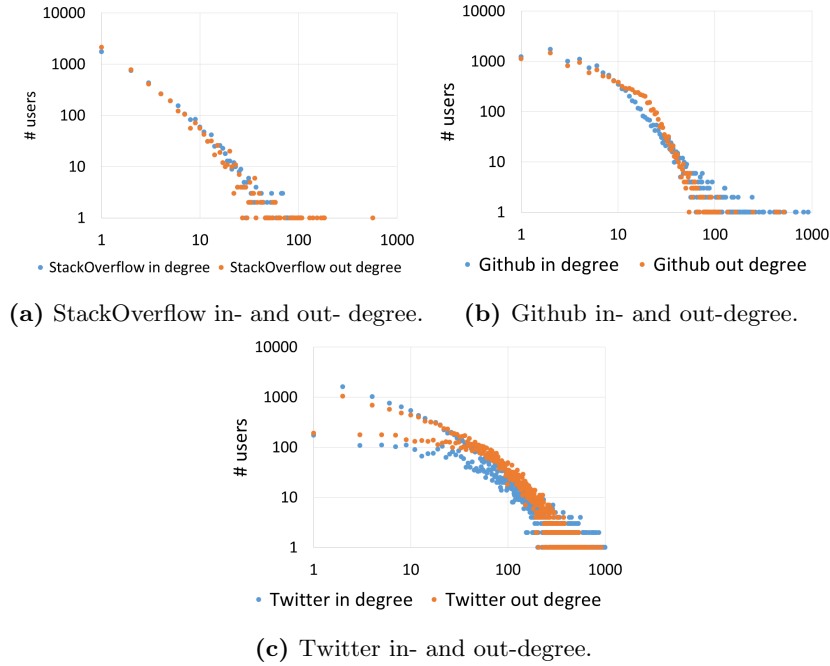 10000
1000
100
10
1
# users
1 10 100 1000
• StackOverflow in degree • StackOverflow out degree
(a) StackOverflow in- and out- degree.
10000
1000
100
10
1
# users
1 10 100 1000
• Github in degree • Github out degree
(b) Github in- and out-degree.
10000
1000
100
10
1
# users
1 10 100 1000
• Twitter in degree • Twitter out degree
(c) Twitter in- and out-degree.